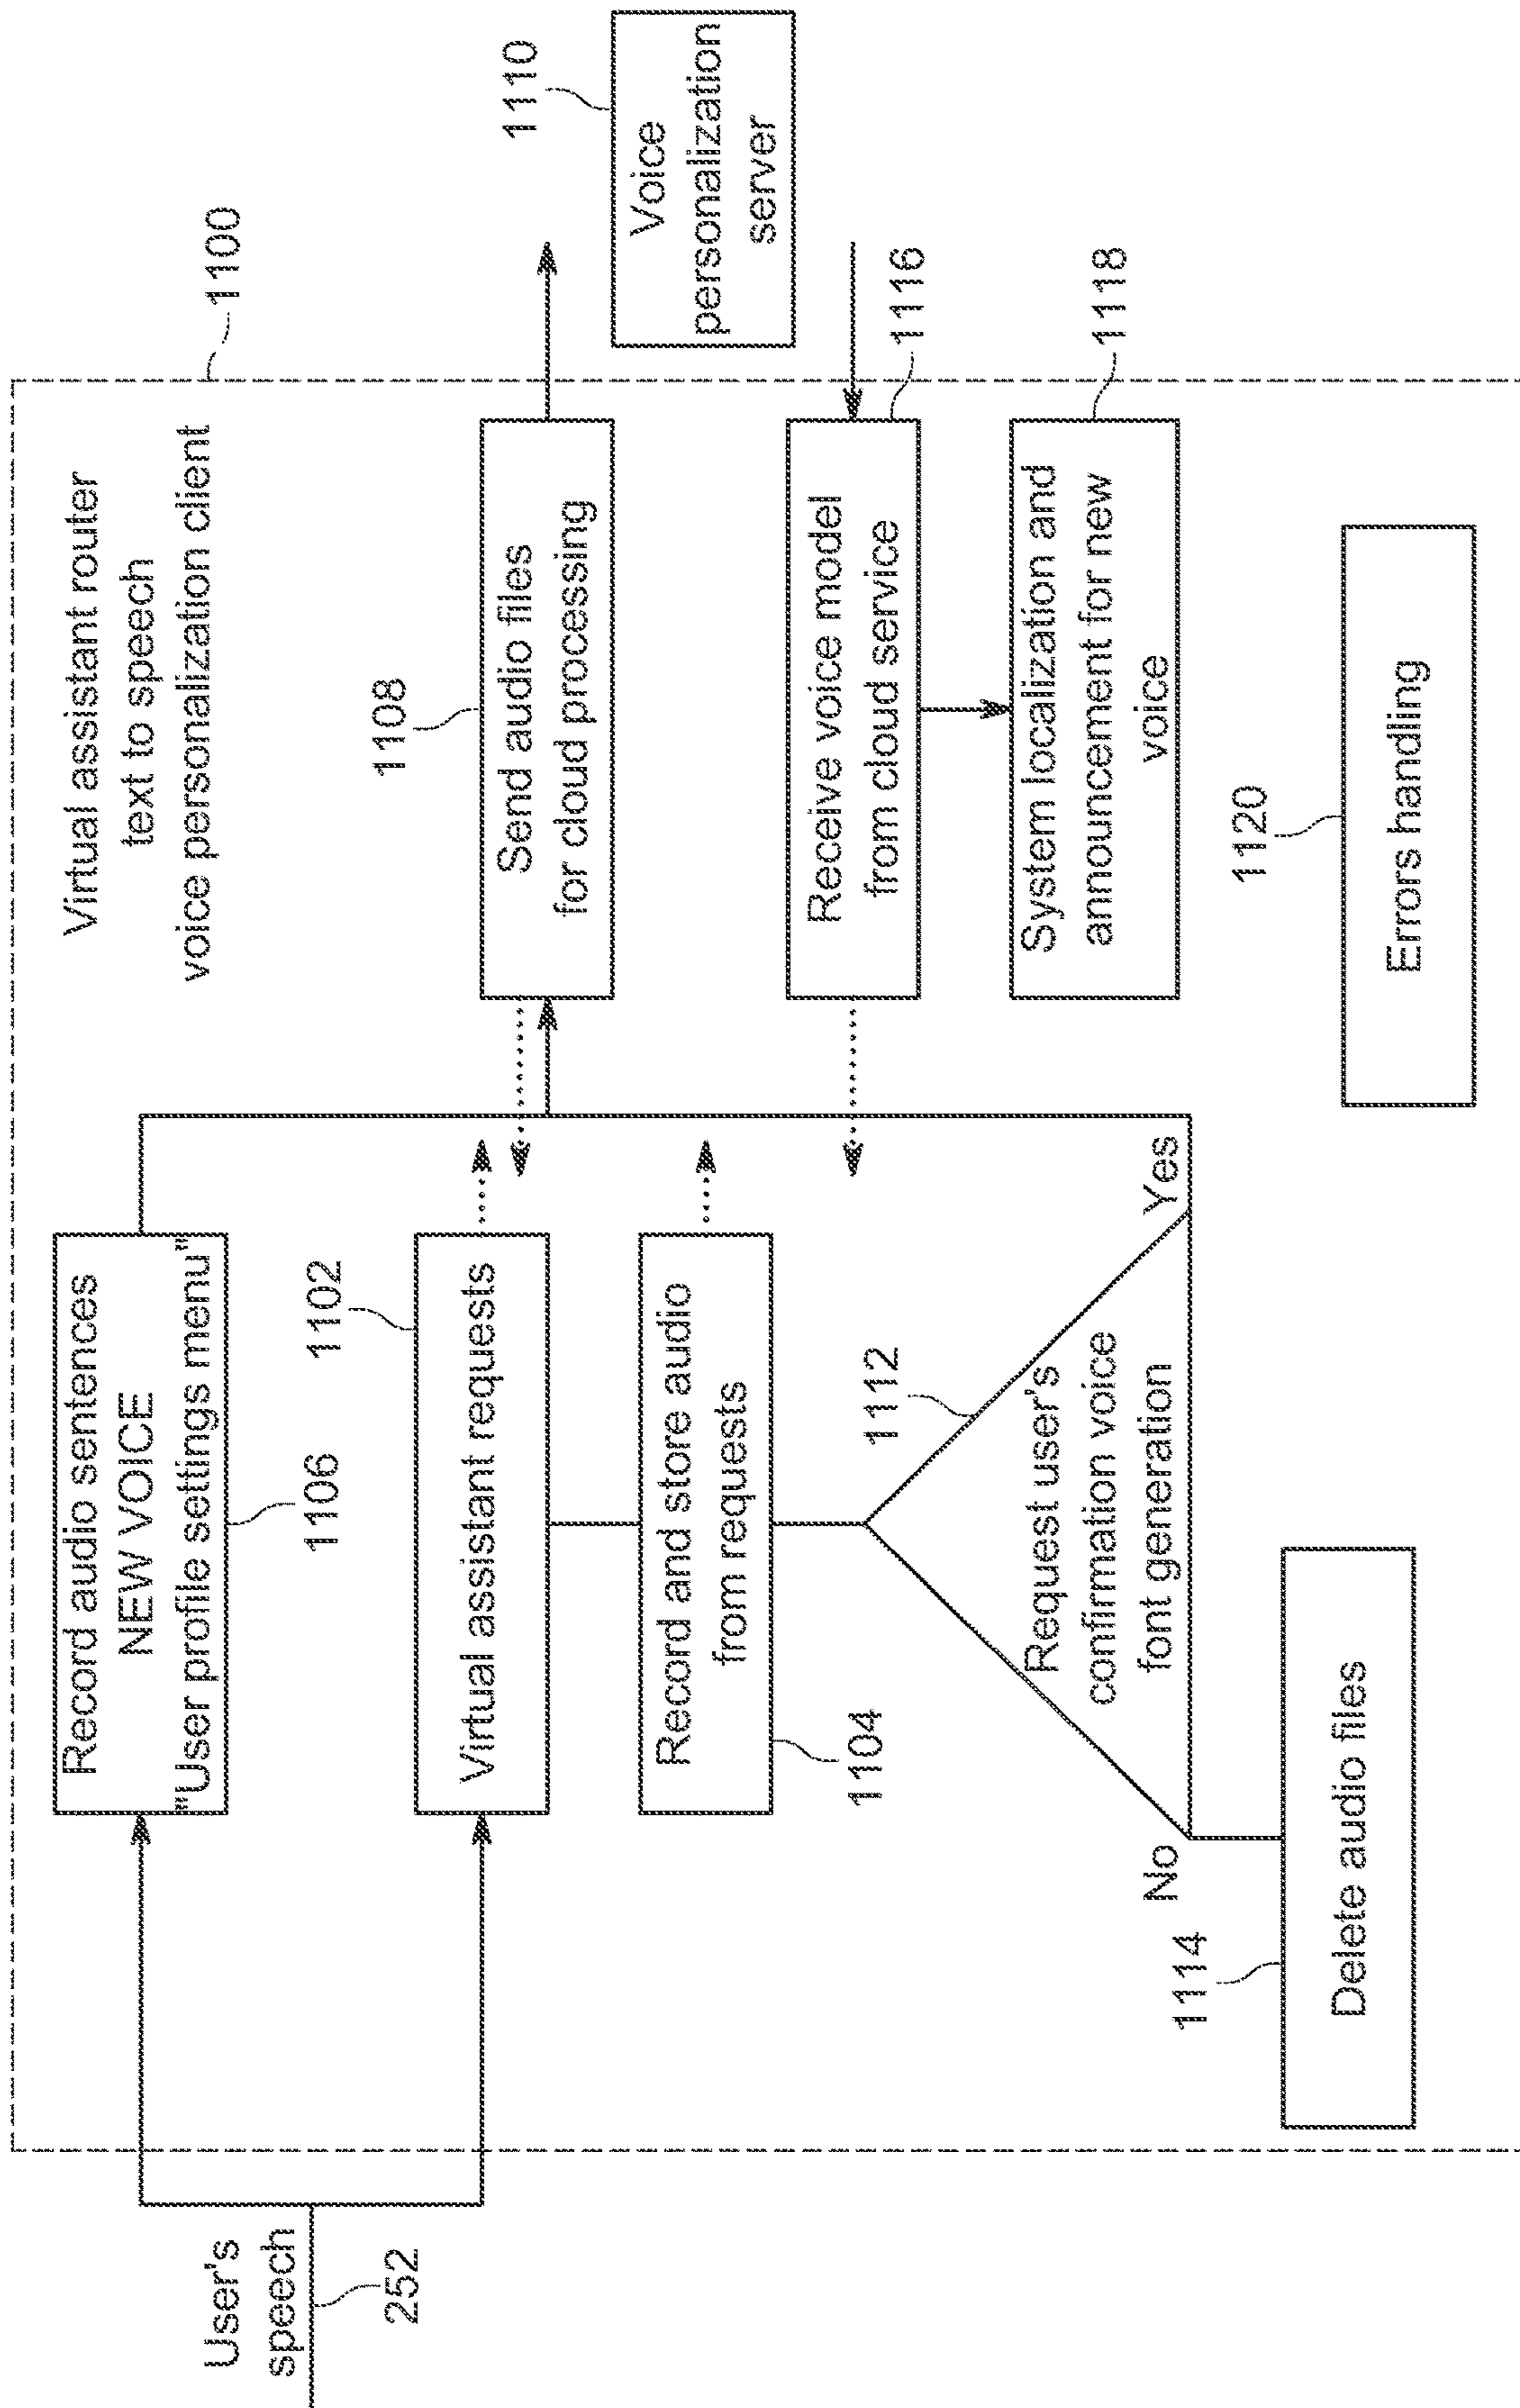 User's
speech
252
Record audio sentences
NEW VOICE
"User profile settings menu"
1106
1102
Virtual assistant requests
Record and store audio
from requests
1104
1112
Request user's
confirmation voice
font generation
No
Yes
1114
Delete audio files
Virtual assistant router
text to speech
voice personalization client
1100
1108
Send audio files
for cloud processing
Receive voice model
from cloud service
1116
System localization and
announcement for new
voice
1118
1120
Errors handling
1110
Voice
personalization
server